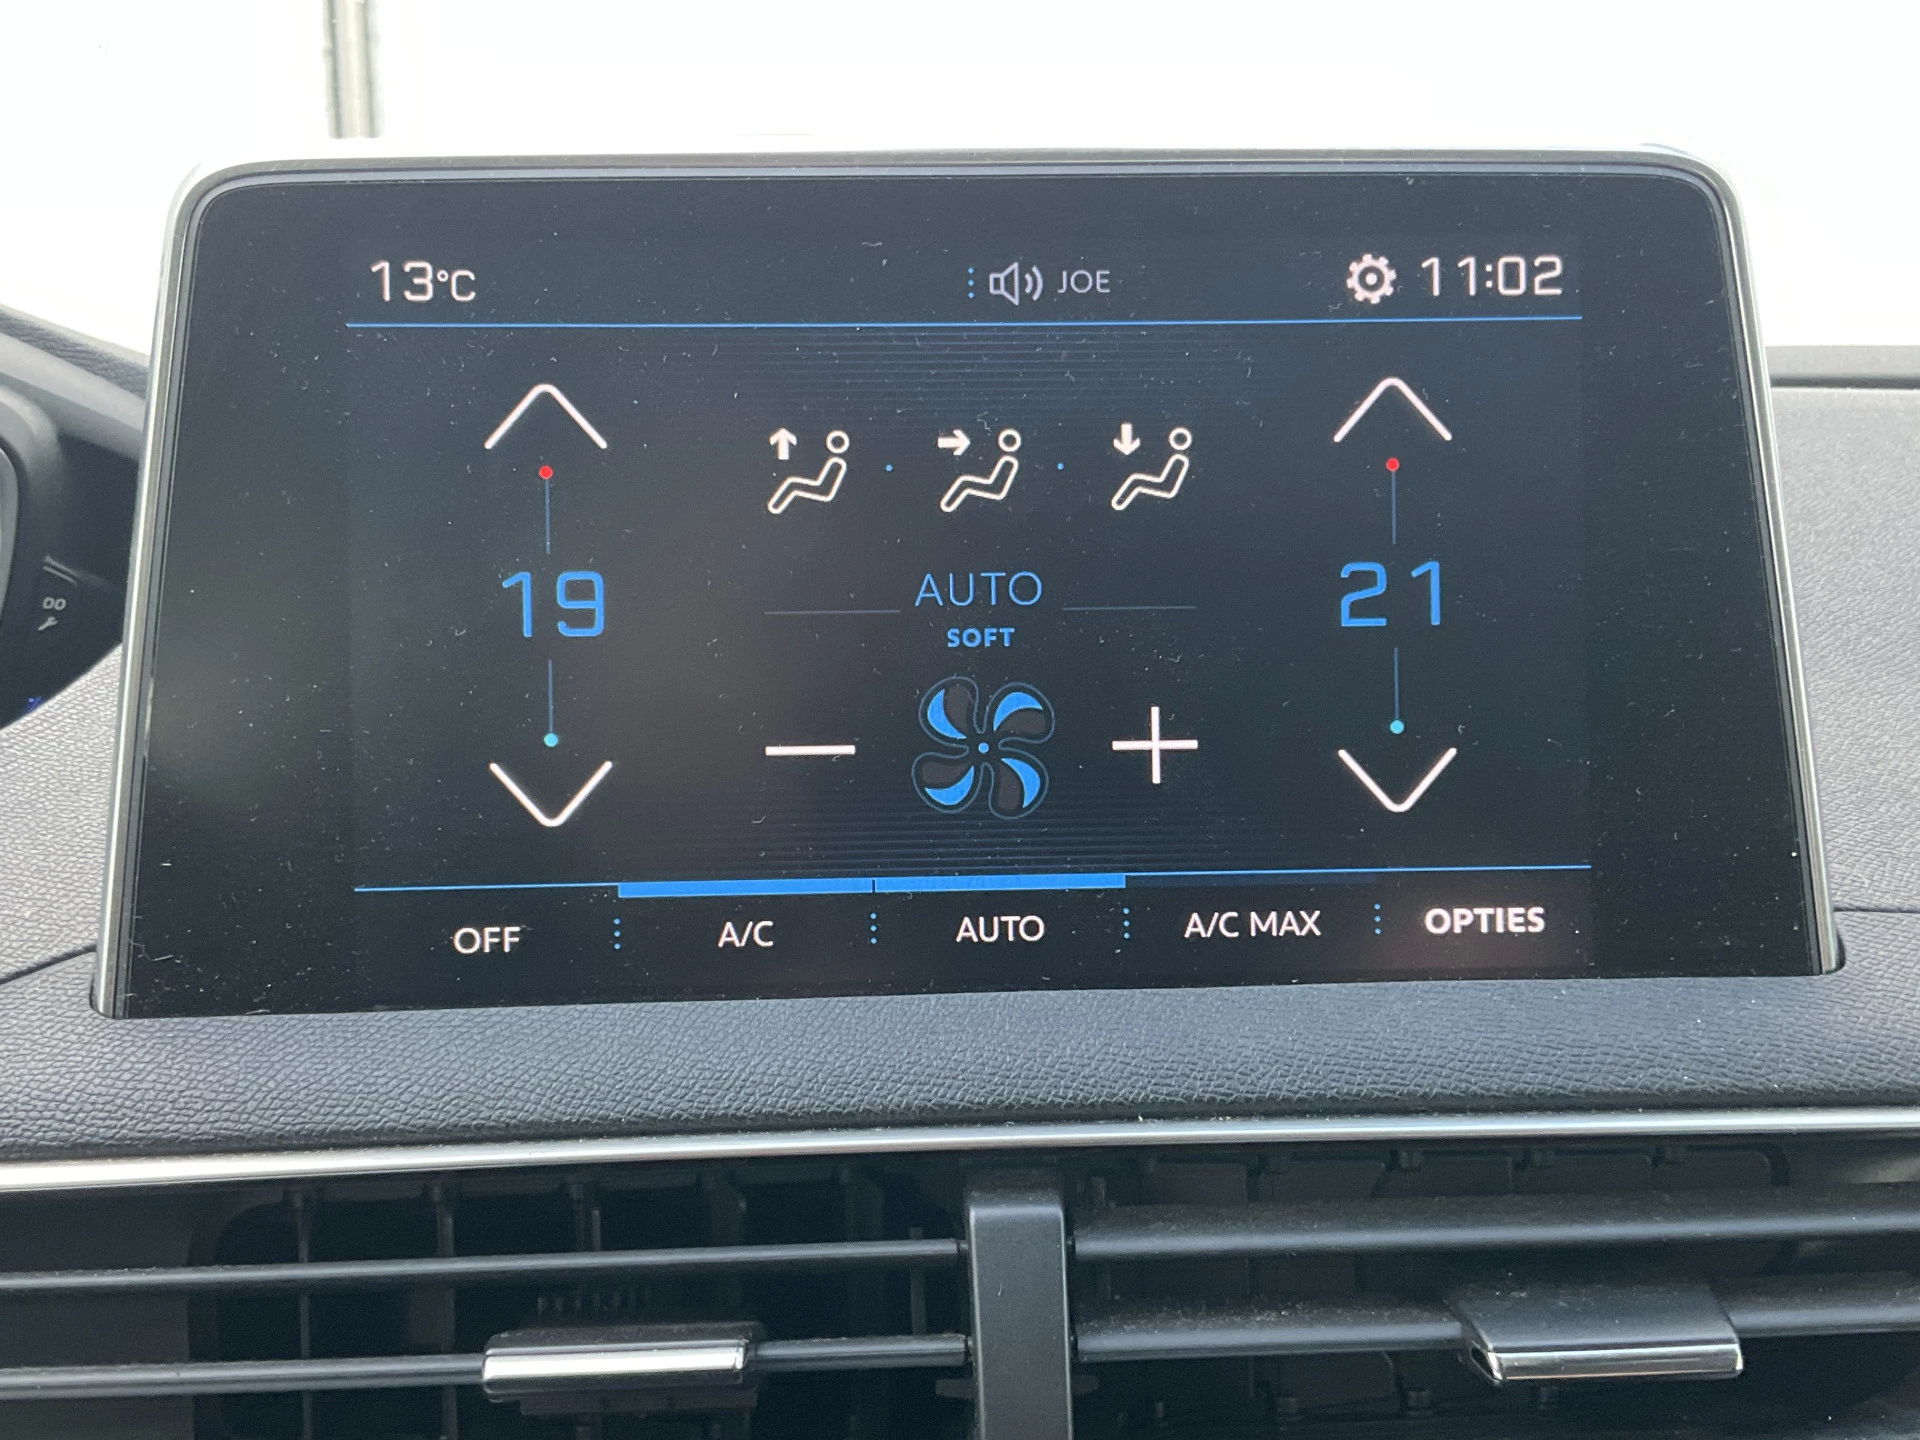 13°C JOE 11:02
19 AUTO 21
SOFT
OFF A/C AUTO A/C MAX OPTIES